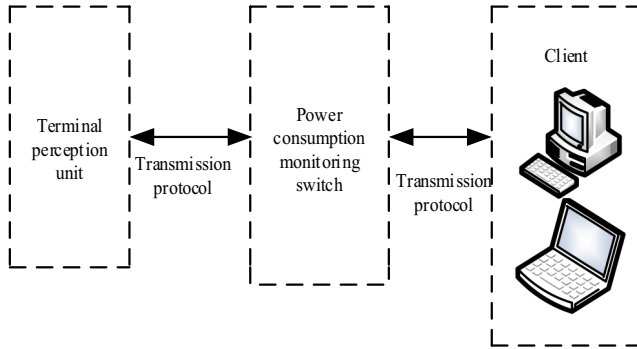 Terminal
perception
unit
Transmission
protocol
Power
consumption
monitoring
switch
Transmission
protocol
Client